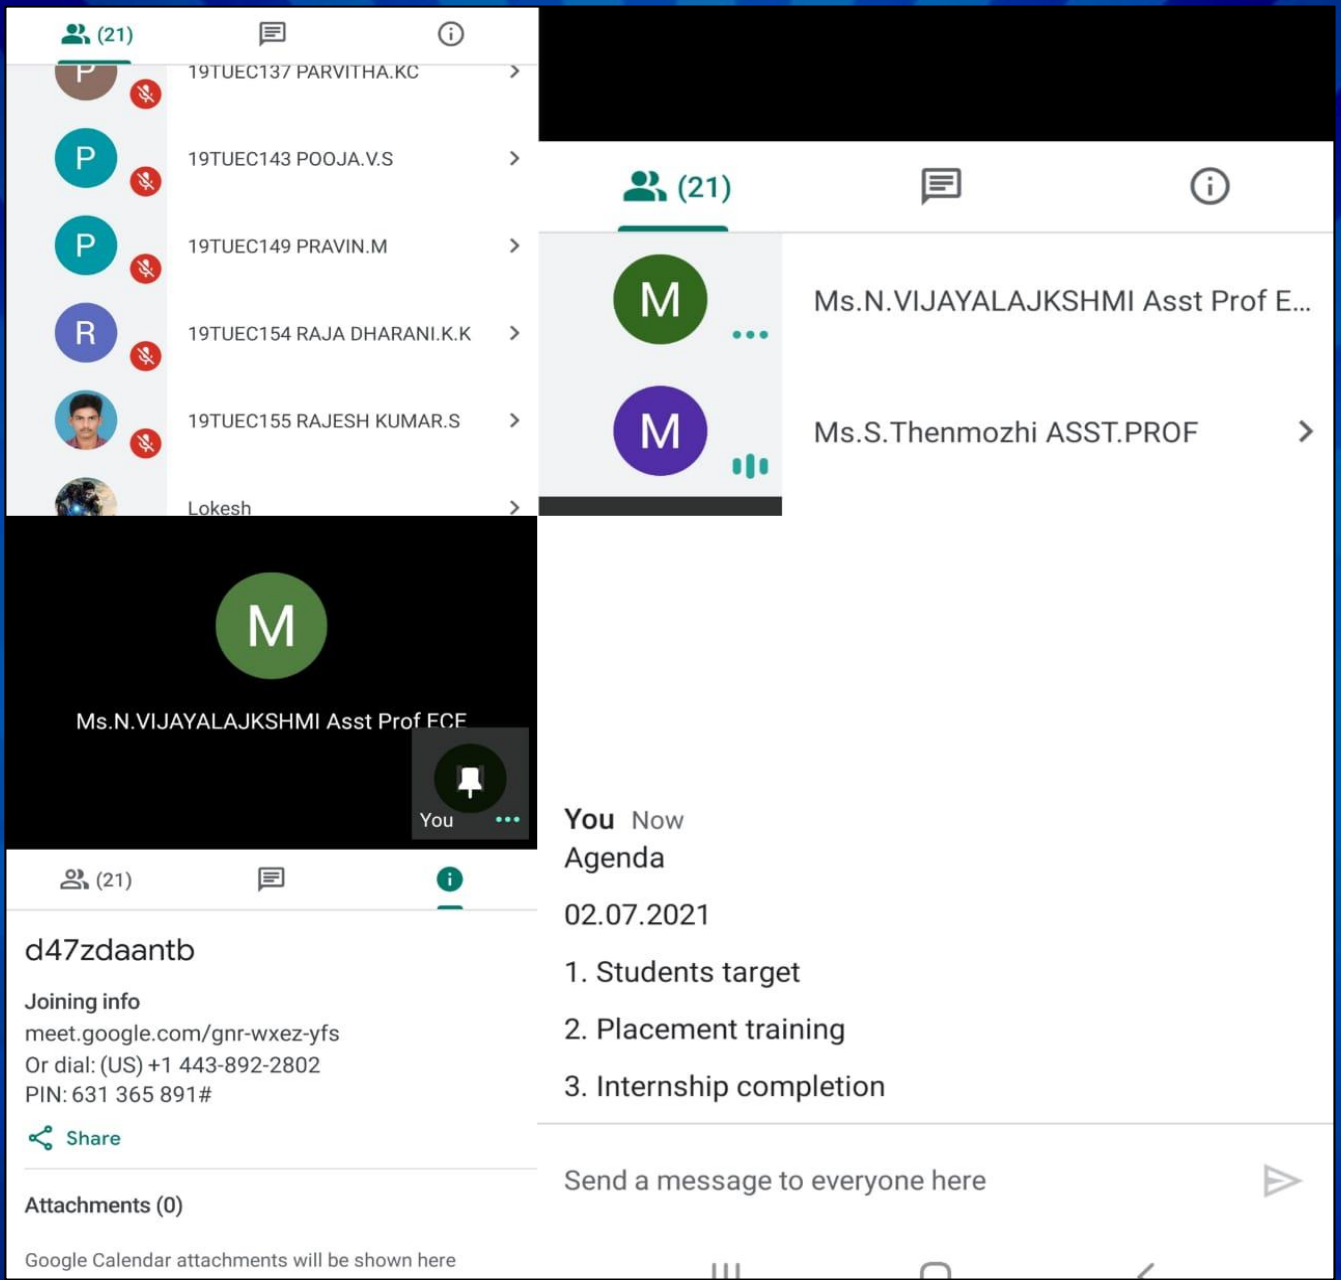 (21)
P
19TUEC137 PARVITHA.KC
P
19TUEC143 POOJA.V.S
P
19TUEC149 PRAVIN.M
R
19TUEC154 RAJA DHARANI.K.K
19TUEC155 RAJESH KUMAR.S
Lokesh
M
Ms.N.VIJAYALAJKSHMI Asst Prof ECE
You
(21)
d47zdaantb
Joining info
meet.google.com/gnr-wxez-yfs
Or dial: (US) +1 443-892-2802
PIN: 631 365 891#
Share
Attachments (0)
Google Calendar attachments will be shown here
(21)
M
Ms.N.VIJAYALAJKSHMI Asst Prof E...
M
Ms.S.Thenmozhi ASST.PROF
You Now
Agenda
02.07.2021
1. Students target
2. Placement training
3. Internship completion
Send a message to everyone here